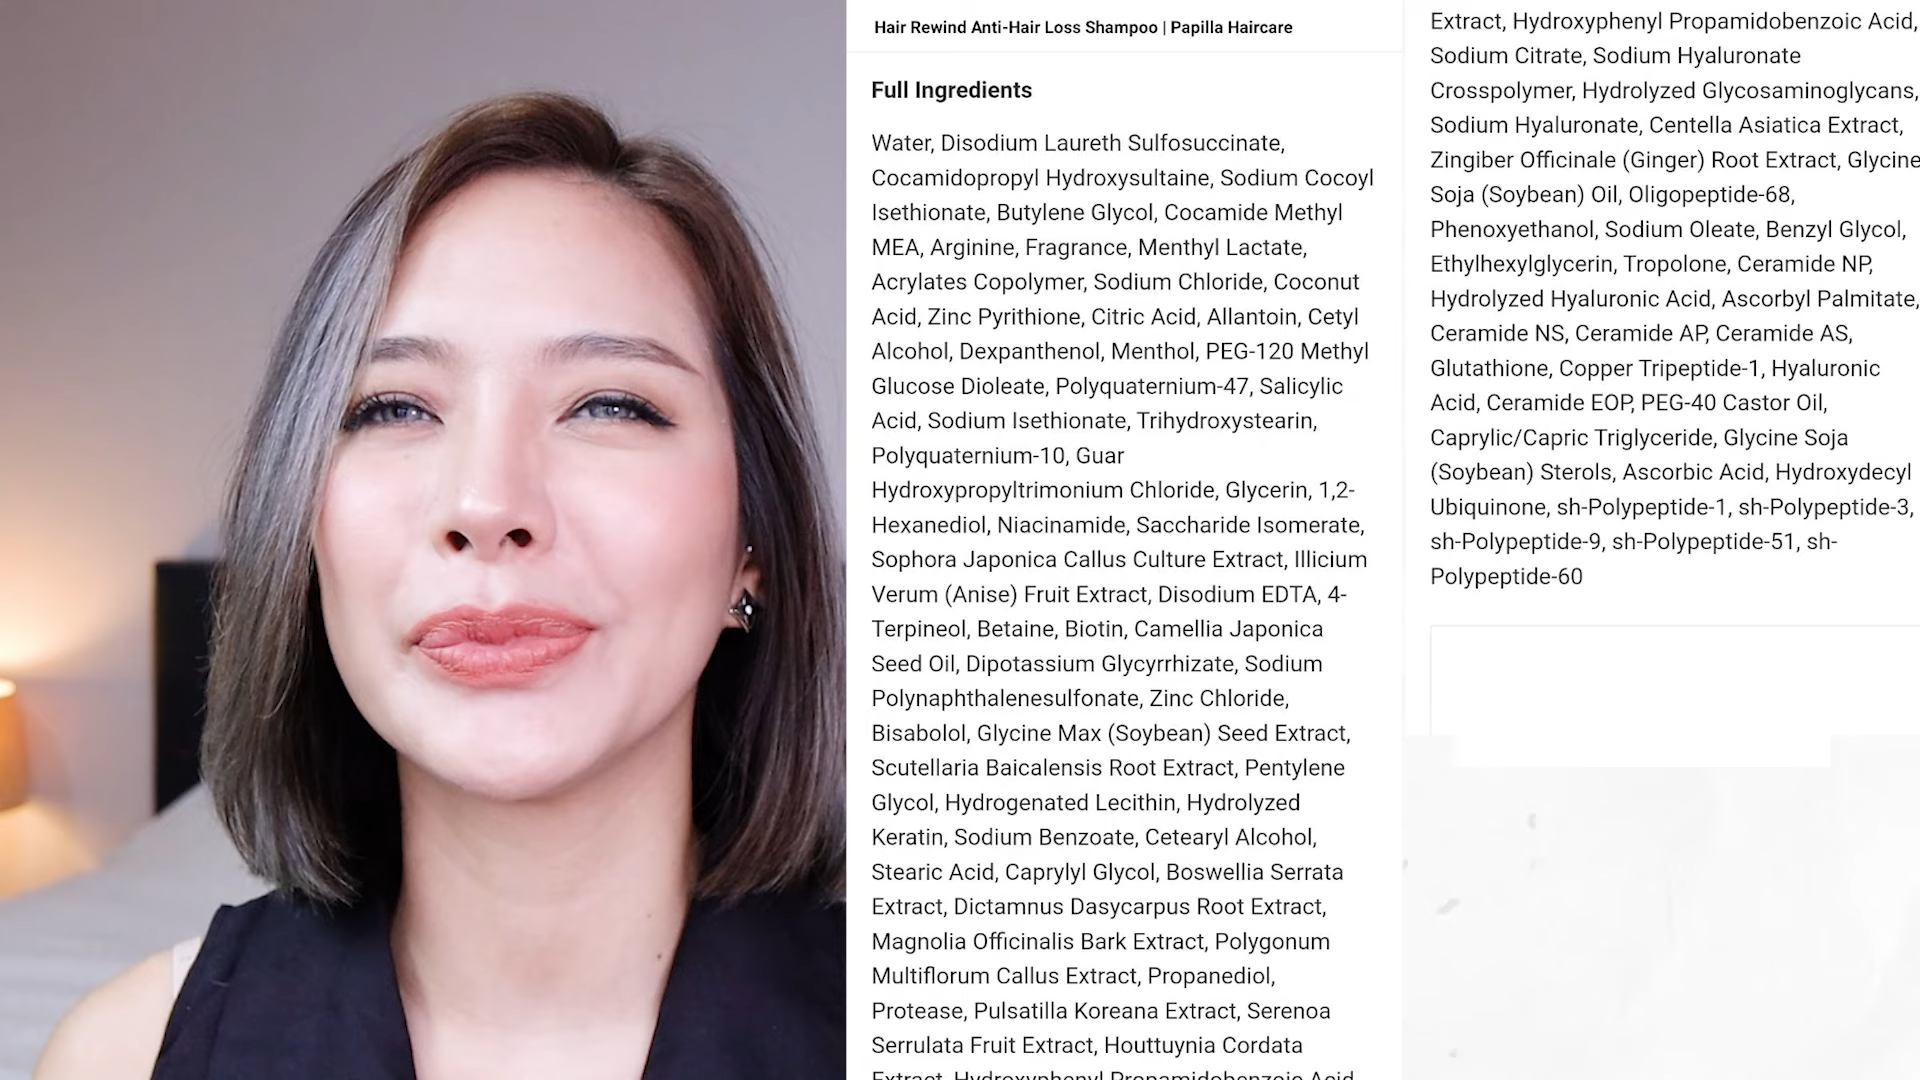 Hair Rewind Anti-Hair Loss Shampoo | Papilla Haircare
Full Ingredients
Water, Disodium Laureth Sulfosuccinate,
Cocamidopropyl Hydroxysultaine, Sodium Cocoyl
Isethionate, Butylene Glycol, Cocamide Methyl
MEA, Arginine, Fragrance, Menthyl Lactate,
Acrylates Copolymer, Sodium Chloride, Coconut
Acid, Zinc Pyrithione, Citric Acid, Allantoin, Cetyl
Alcohol, Dexpanthenol, Menthol, PEG-120 Methyl
Glucose Dioleate, Polyquaternium-47, Salicylic
Acid, Sodium Isethionate, Trihydroxystearin,
Polyquaternium-10, Guar
Hydroxypropyltrimonium Chloride, Glycerin, 1,2-
Hexanediol, Niacinamide, Saccharide Isomerate,
Sophora Japonica Callus Culture Extract, Illicium
Verum (Anise) Fruit Extract, Disodium EDTA, 4-
Terpineol, Betaine, Biotin, Camellia Japonica
Seed Oil, Dipotassium Glycyrrhizate, Sodium
Polynaphthalenesulfonate, Zinc Chloride,
Bisabolol, Glycine Max (Soybean) Seed Extract,
Scutellaria Baicalensis Root Extract, Pentylene
Glycol, Hydrogenated Lecithin, Hydrolyzed
Keratin, Sodium Benzoate, Cetearyl Alcohol,
Stearic Acid, Caprylyl Glycol, Boswellia Serrata
Extract, Dictamnus Dasycarpus Root Extract,
Magnolia Officinalis Bark Extract, Polygonum
Multiflorum Callus Extract, Propanediol,
Protease, Pulsatilla Koreana Extract, Serenoa
Serrulata Fruit Extract, Houttuynia Cordata
Extract, Hydroxyphenyl Propamidobenzoic Acid,
Extract, Hydroxyphenyl Propamidobenzoic Acid,
Sodium Citrate, Sodium Hyaluronate
Crosspolymer, Hydrolyzed Glycosaminoglycans,
Sodium Hyaluronate, Centella Asiatica Extract,
Zingiber Officinale (Ginger) Root Extract, Glycine
Soja (Soybean) Oil, Oligopeptide-68,
Phenoxyethanol, Sodium Oleate, Benzyl Glycol,
Ethylhexylglycerin, Tropolone, Ceramide NP,
Hydrolyzed Hyaluronic Acid, Ascorbyl Palmitate,
Ceramide NS, Ceramide AP, Ceramide AS,
Glutathione, Copper Tripeptide-1, Hyaluronic
Acid, Ceramide EOP, PEG-40 Castor Oil,
Caprylic/Capric Triglyceride, Glycine Soja
(Soybean) Sterols, Ascorbic Acid, Hydroxydecyl
Ubiquinone, sh-Polypeptide-1, sh-Polypeptide-3,
sh-Polypeptide-9, sh-Polypeptide-51, sh-
Polypeptide-60